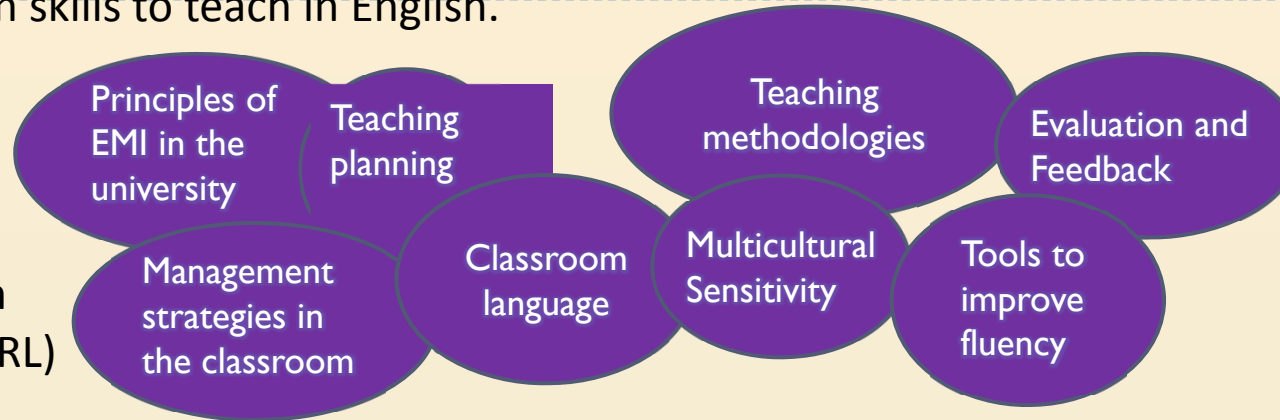 skills to teach in English.
Principles of
EMI in the
university
Teaching
planning
Teaching
methodologies
Evaluation and
Feedback
Management
strategies in
the classroom
Classroom
language
Multicultural
Sensitivity
Tools to
improve
fluency
RL)